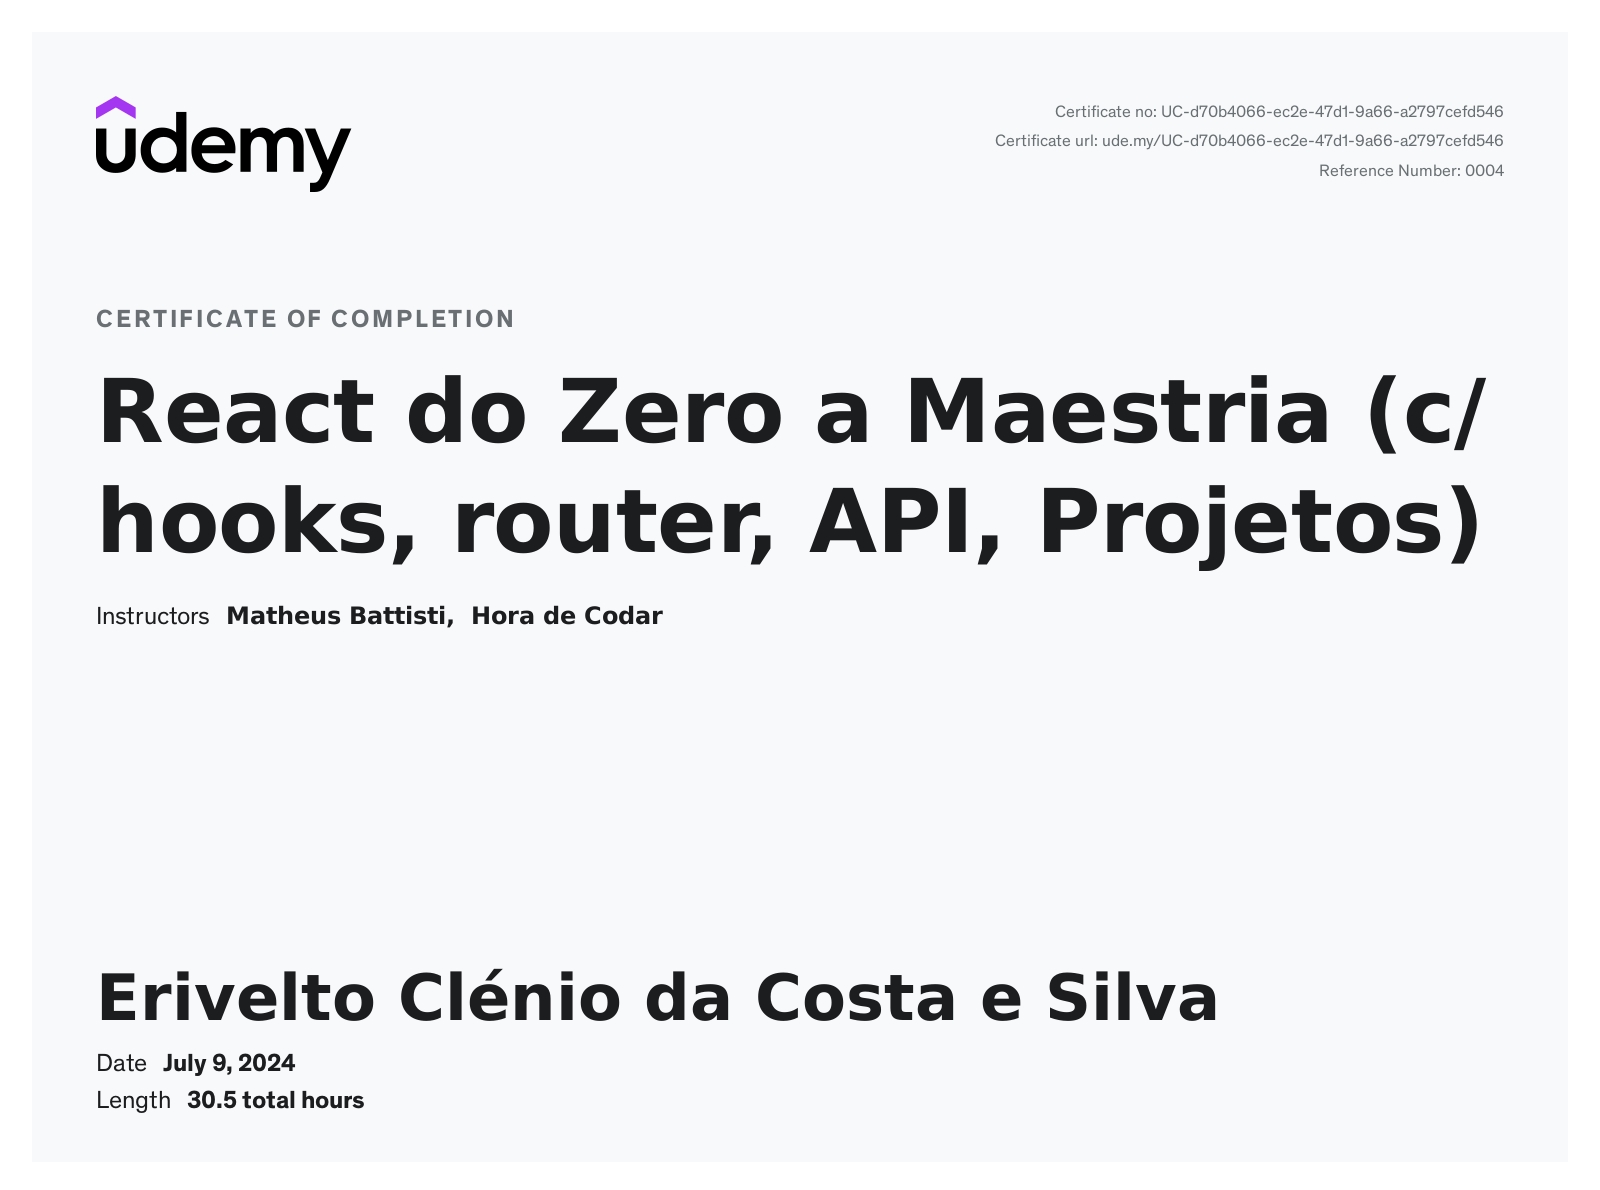 udemy
Certificate no: UC-d70b4066-ec2e-47d1-9a66-a2797cefd546
Certificate url: ude.my/UC-d70b4066-ec2e-47d1-9a66-a2797cefd546
Reference Number: 0004
CERTIFICATE OF COMPLETION
React do Zero a Maestria (c/
hooks, router, API, Projetos)
Instructors Matheus Battisti, Hora de Codar
Erivelto Clénio da Costa e Silva
Date July 9, 2024
Length 30.5 total hours